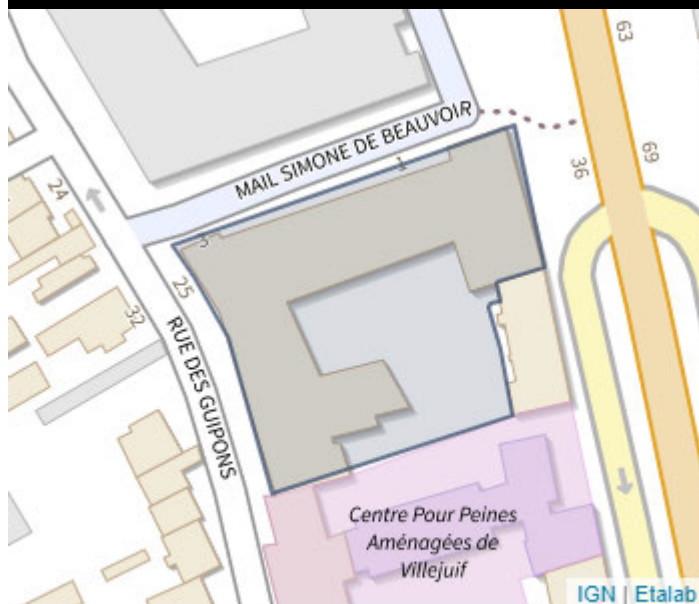 63
MAIL SIMONE DE BEAUVOIR
1
36
69
24
3
25
32
RUE DES GUIPONS
Centre Pour Peines
Aménagées de
Villejuif
IGN | Etalab